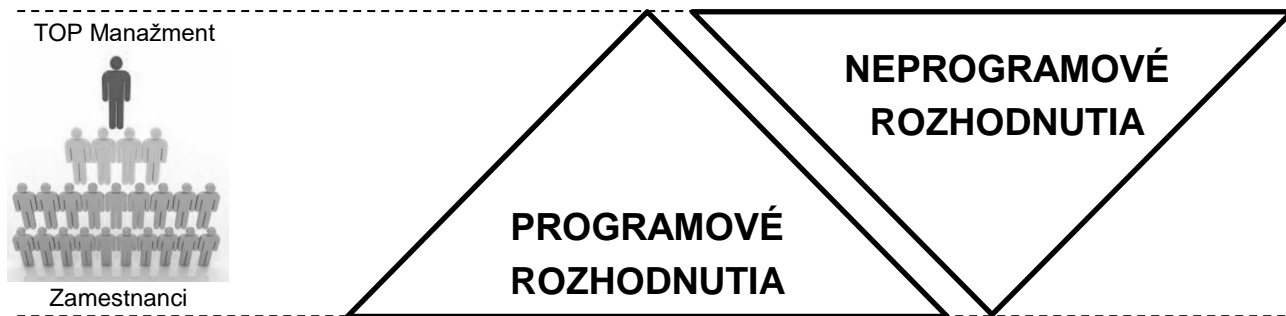 TOP Manažment
Zamestnanci
PROGRAMOVÉ
ROZHODNUTIA
NEPROGRAMOVÉ
ROZHODNUTIA